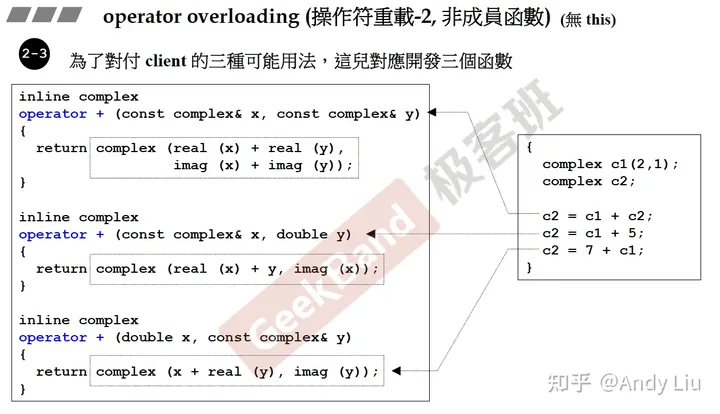 operator overloading (操作符重載-2, 非成員函數) (無 this)
2-3
為了對付 client 的三種可能用法，這兒對應開發三個函數
inline complex
operator + (const complex& x, const complex& y)
{
  return complex (real (x) + real (y),
                  imag (x) + imag (y));
}
inline complex
operator + (const complex& x, double y)
{
  return complex (real (x) + y, imag (x));
}
inline complex
operator + (double x, const complex& y)
{
  return complex (x + real (y), imag (y));
}
{
  complex c1(2,1);
  complex c2;
  c2 = c1 + c2;
  c2 = c1 + 5;
  c2 = 7 + c1;
}
GeekBand 极客班
知乎 @Andy Liu